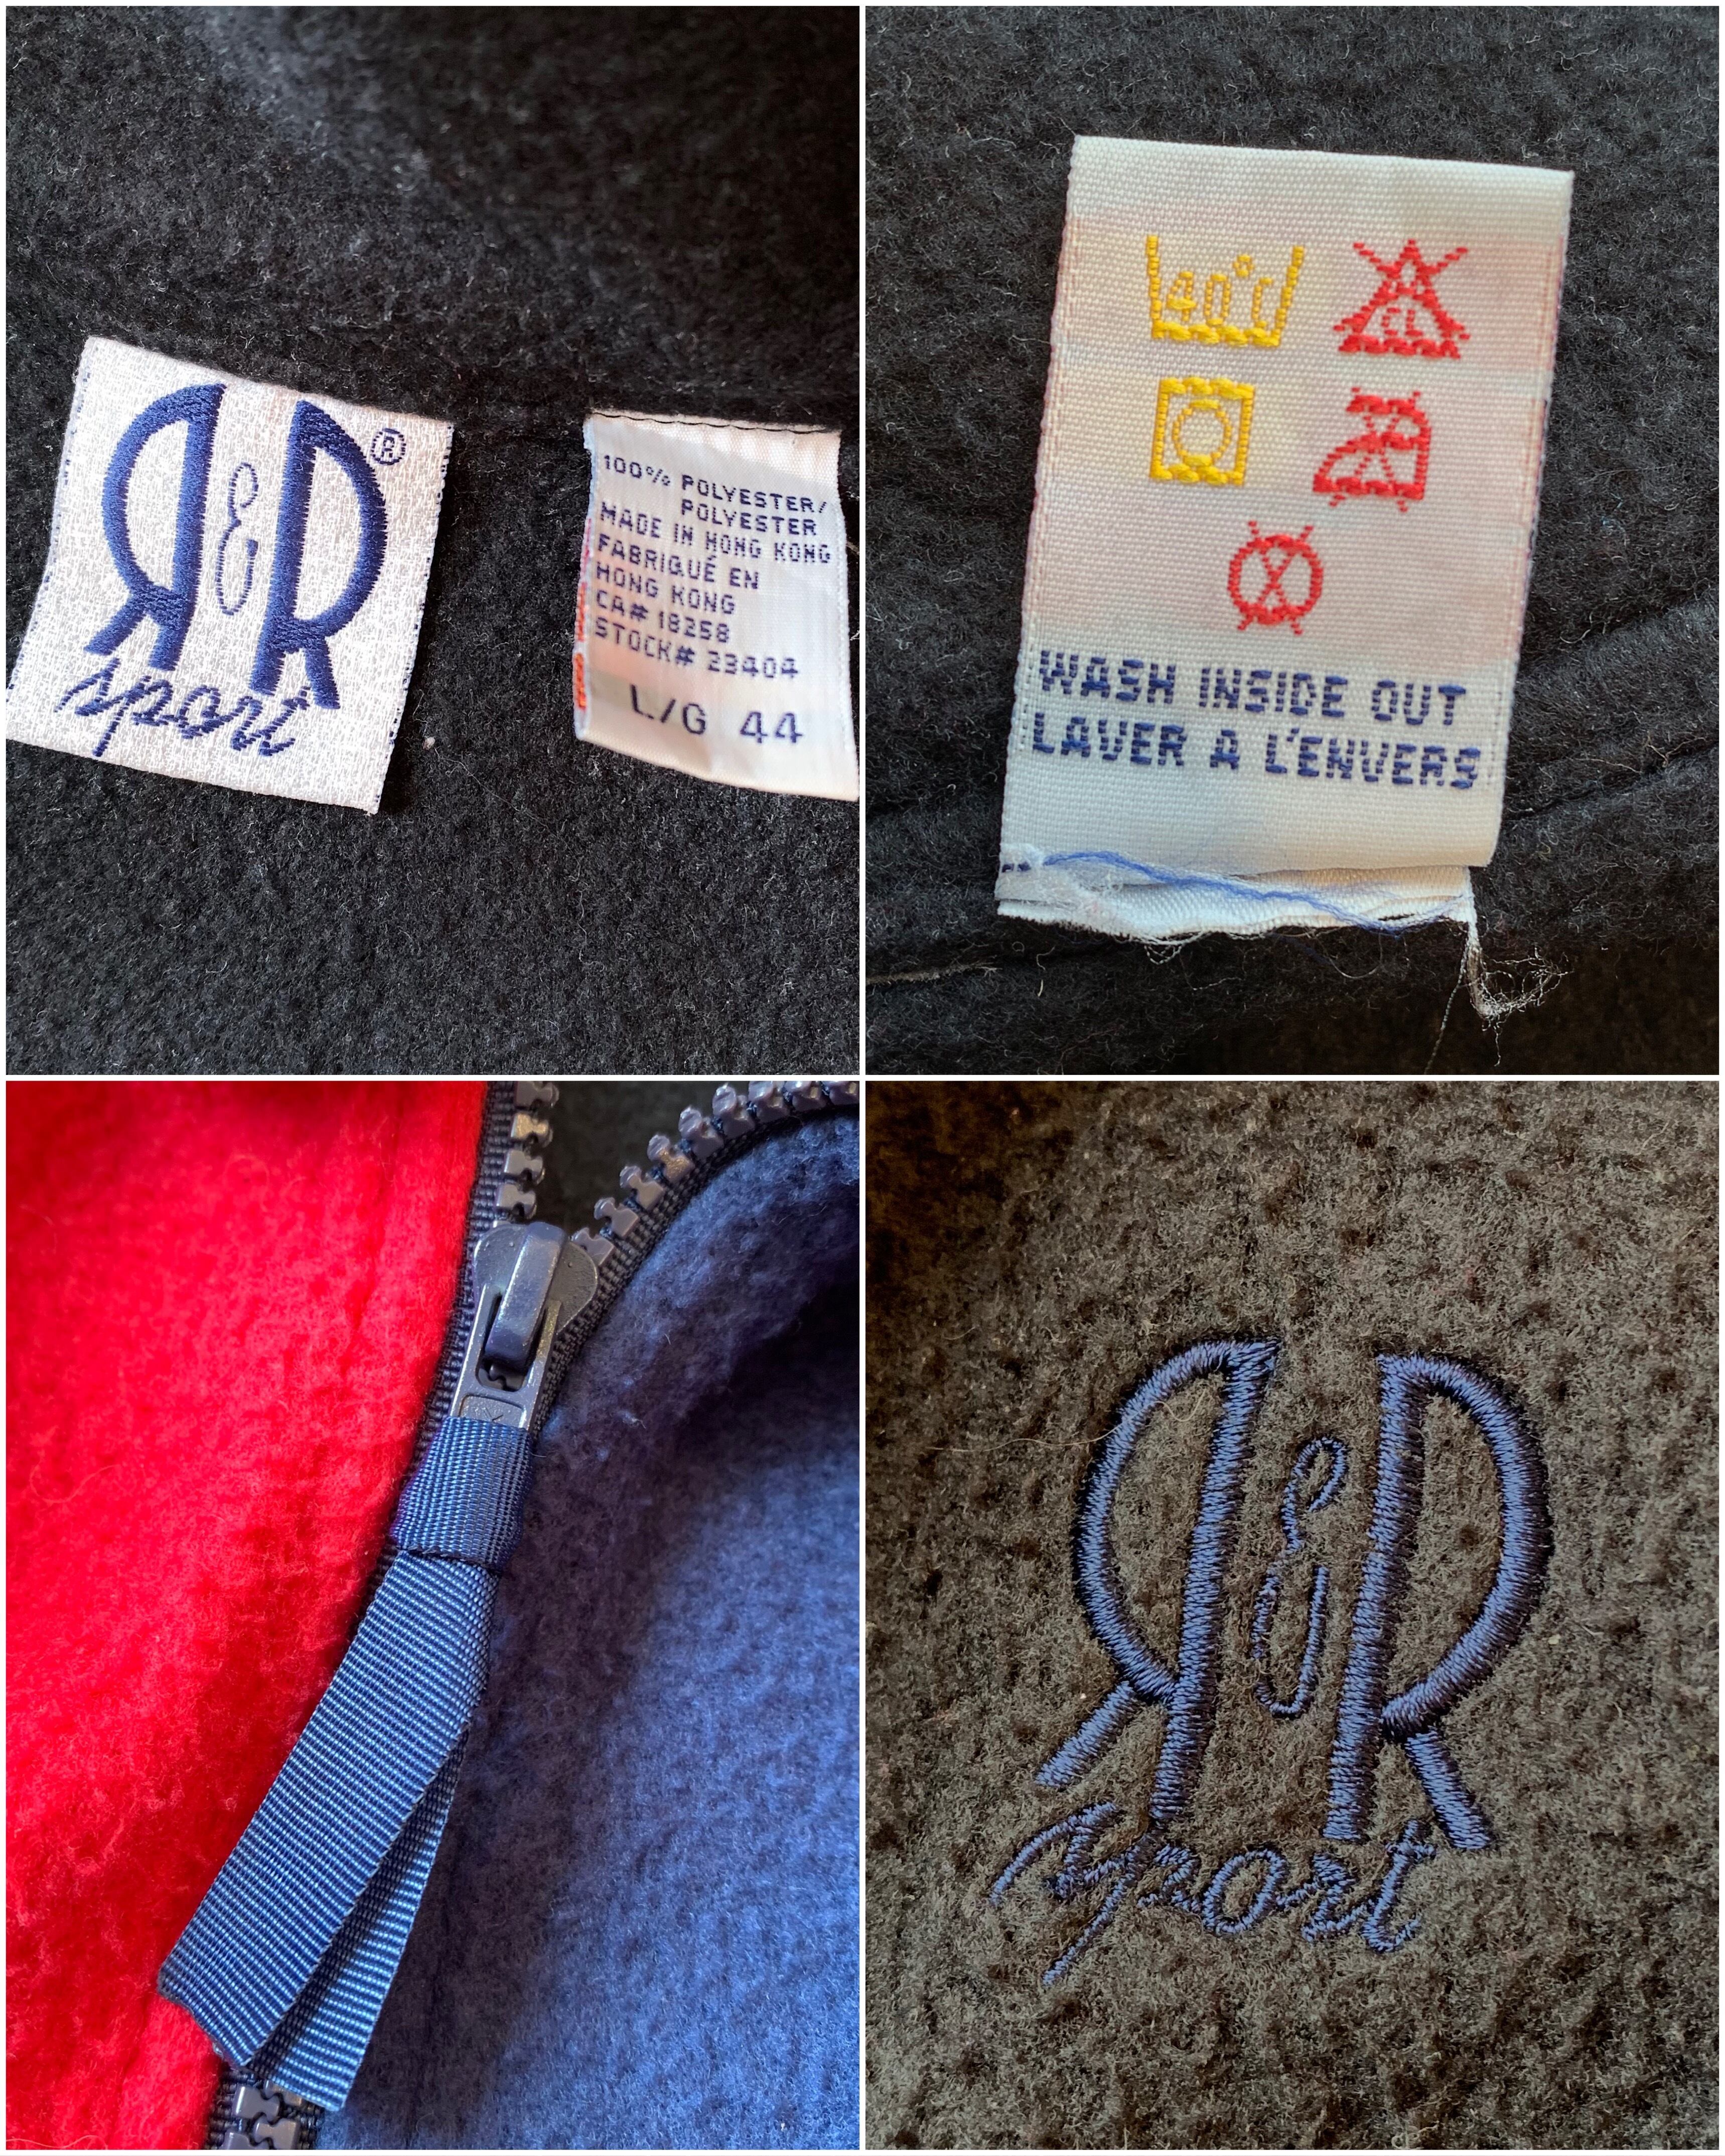 R & R ®
sport
100% POLYESTER/
POLYESTER
MADE IN HONG KONG
FABRIQUÉ EN
HONG KONG
CA# 18258
STOCK# 23404
L/G 44
40°C
CL
WASH INSIDE OUT
LAVER A L'ENVERS
R & R
sport